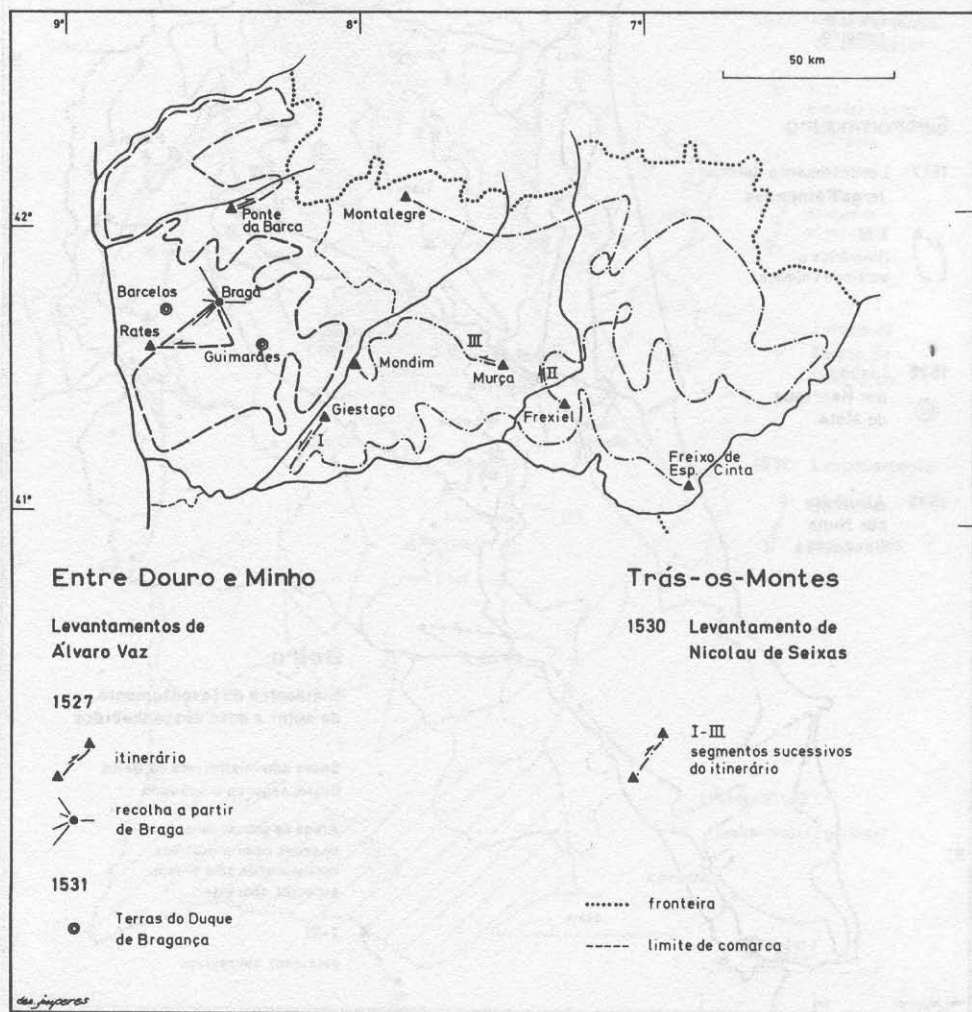 9°
8°
7°
50 km
42°
Ponte
da Barca
Montalegre
Barcelos
Braga
Rates
Guimarães
Mondim
III
Murça
II
Giestaço
I
Frexiel
Freixo de
Esp. Cinta
41°
Entre Douro e Minho
Levantamentos de
Álvaro Vaz
1527
itinerário
recolha a partir
de Braga
1531
Terras do Duque
de Bragança
Trás-os-Montes
1530 Levantamento de
Nicolau de Seixas
I-III
segmentos sucessivos
do itinerário
fronteira
limite de comarca